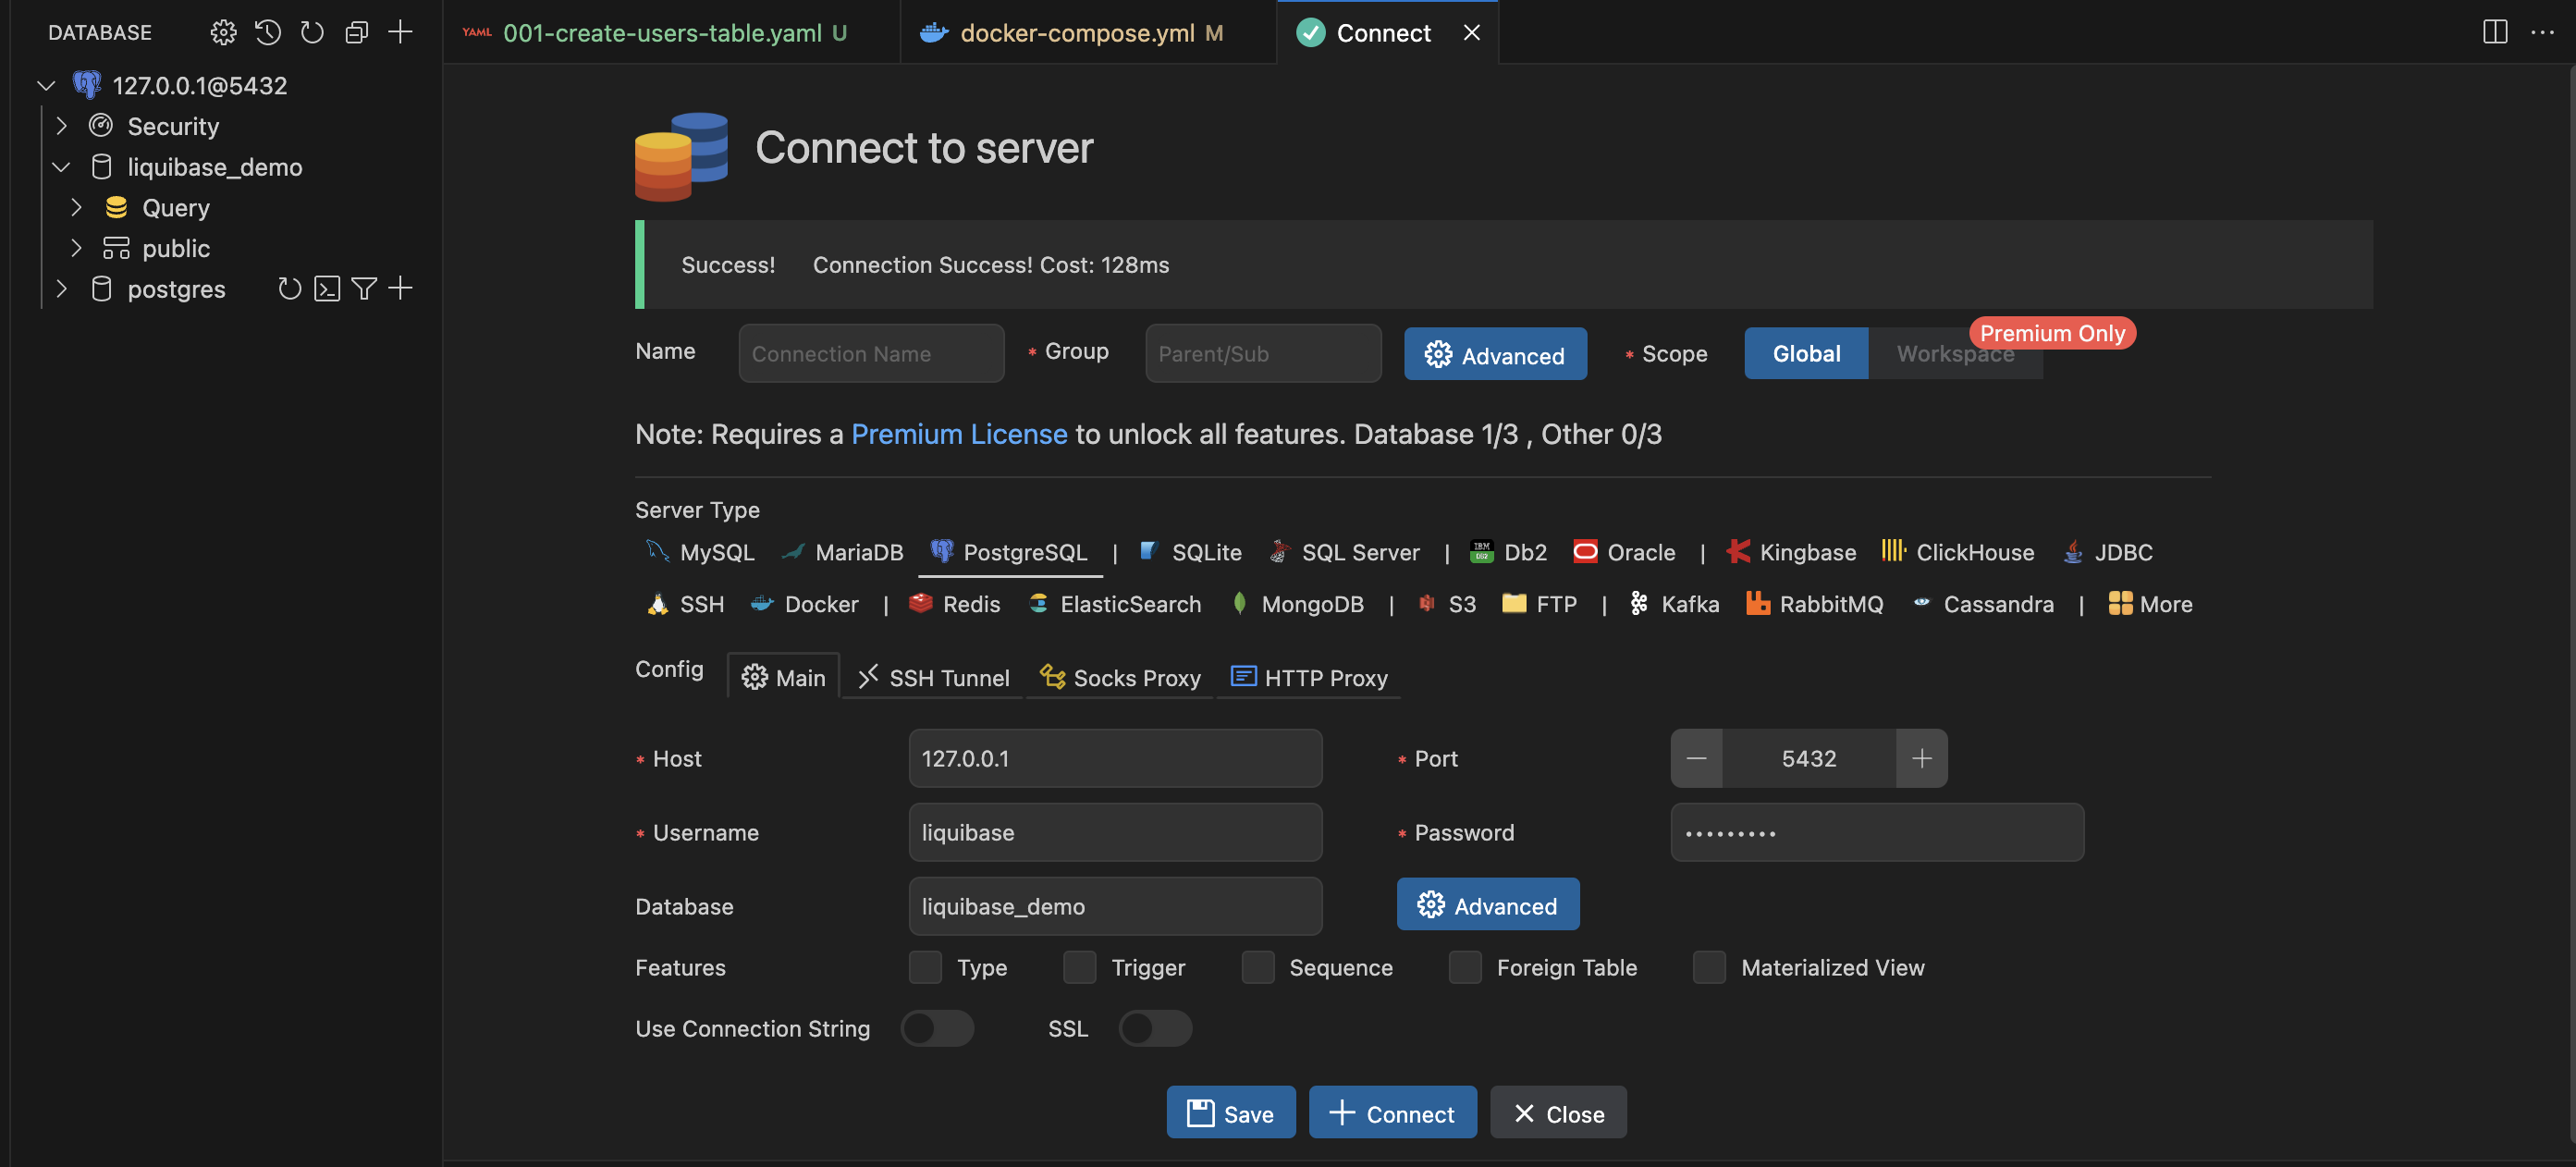 DATABASE
127.0.0.1@5432
Security
liquibase_demo
Query
public
postgres
YAML 001-create-users-table.yaml U
docker-compose.yml M
Connect
Connect to server
Success! Connection Success! Cost: 128ms
Name Connection Name * Group Parent/Sub Advanced * Scope Global Workspace Premium Only
Note: Requires a Premium License to unlock all features. Database 1/3 , Other 0/3
Server Type
MySQL MariaDB PostgreSQL | SQLite SQL Server | IBM DB2 Db2 Oracle | Kingbase ClickHouse JDBC
SSH Docker | Redis ElasticSearch MongoDB | S3 FTP | Kafka RabbitMQ Cassandra | More
Config Main SSH Tunnel Socks Proxy HTTP Proxy
* Host 127.0.0.1 * Port 5432
* Username liquibase * Password •••••••••
Database liquibase_demo Advanced
Features Type Trigger Sequence Foreign Table Materialized View
Use Connection String SSL
Save Connect Close